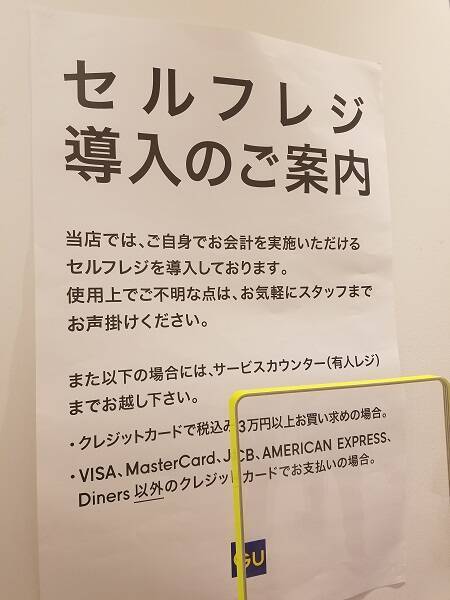 セルフレジ
導入のご案内
当店では、ご自身でお会計を実施いただける
セルフレジを導入しております。
使用上でご不明な点は、お気軽にスタッフまで
お声掛けください。
また以下の場合には、サービスカウンター(有人レジ)
までお越し下さい。
・クレジットカードで税込み3万円以上お買い求めの場合。
・VISA、MasterCard、JCB、AMERICAN EXPRESS、
Diners 以外のクレジットカードでお支払いの場合。
GU